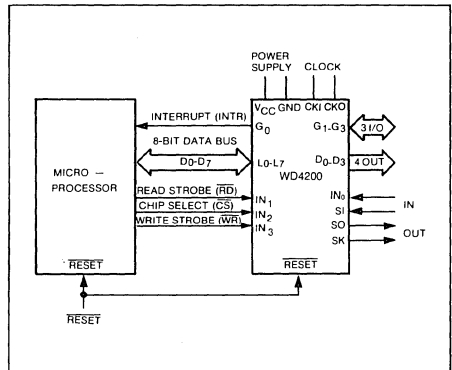 POWER
SUPPLY CLOCK
VCC GND CKI CKO
INTERRUPT (INTR)
G0
G1-G3
3 I/O
8-BIT DATA BUS
D0-D7
L0-L7
D0-D3
4 OUT
MICRO –
PROCESSOR
WD4200
READ STROBE (RD)
IN1
IN0
IN
CHIP SELECT (CS)
IN2
SI
WRITE STROBE (WR)
IN3
SO
OUT
SK
RESET
RESET
RESET